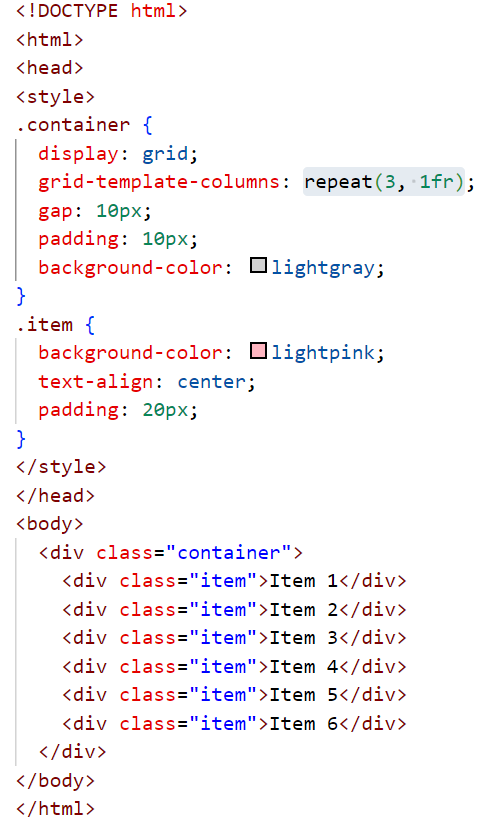 <!DOCTYPE html>
<html>
<head>
<style>
.container {
  display: grid;
  grid-template-columns: repeat(3, 1fr);
  gap: 10px;
  padding: 10px;
  background-color: lightgray;
}
.item {
  background-color: lightpink;
  text-align: center;
  padding: 20px;
}
</style>
</head>
<body>
  <div class="container">
    <div class="item">Item 1</div>
    <div class="item">Item 2</div>
    <div class="item">Item 3</div>
    <div class="item">Item 4</div>
    <div class="item">Item 5</div>
    <div class="item">Item 6</div>
  </div>
</body>
</html>